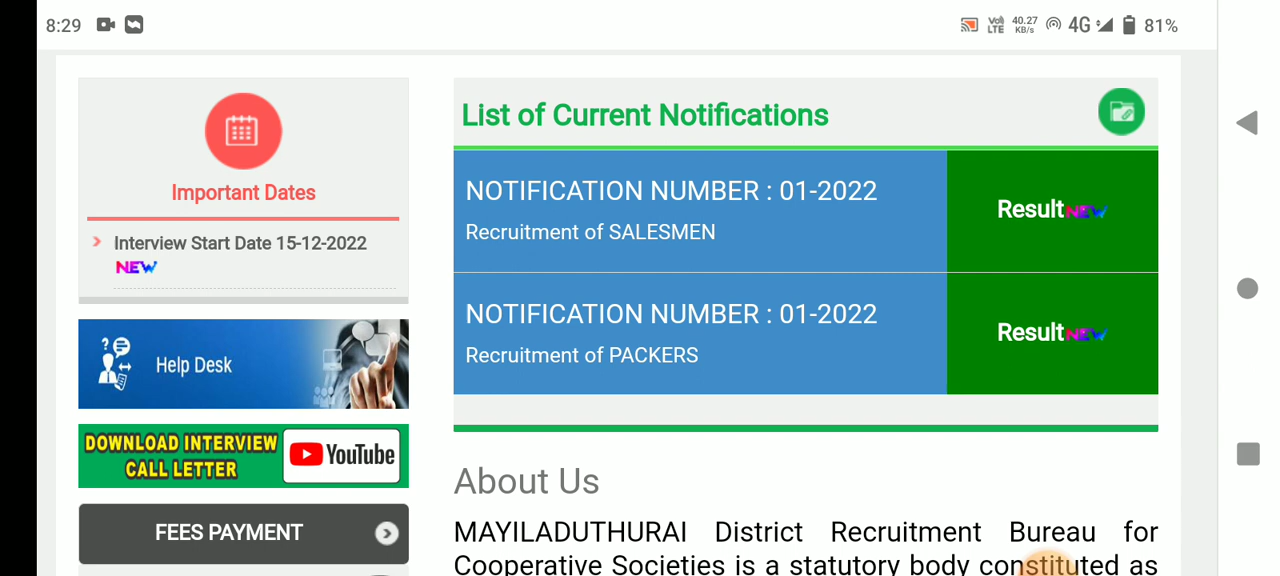 8:29
Vol LTE 40.27 KB/s 4G 81%
Important Dates
Interview Start Date 15-12-2022
NEW
Help Desk
DOWNLOAD INTERVIEW
CALL LETTER
YouTube
FEES PAYMENT
List of Current Notifications
NOTIFICATION NUMBER : 01-2022
Recruitment of SALESMEN
Result NEW
NOTIFICATION NUMBER : 01-2022
Recruitment of PACKERS
Result NEW
About Us
MAYILADUTHURAI District Recruitment Bureau for
Cooperative Societies is a statutory body constituted as